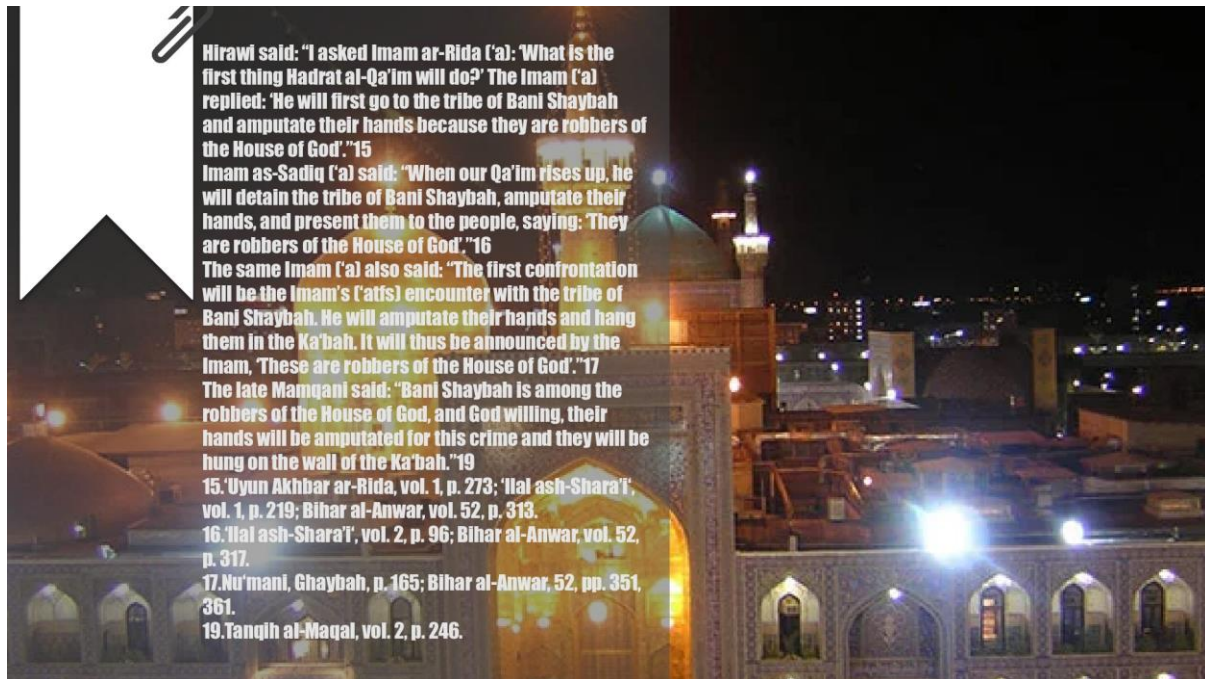 Hirawi said: “I asked Imam ar-Rida (‘a): ‘What is the
first thing Hadrat al-Qa’im will do?’ The Imam (‘a)
replied: ‘He will first go to the tribe of Bani Shaybah
and amputate their hands because they are robbers of
the House of God’.”15
Imam as-Sadiq (‘a) said: “When our Qa’im rises up, he
will detain the tribe of Bani Shaybah, amputate their
hands, and present them to the people, saying: ‘They
are robbers of the House of God’.”16
The same Imam (‘a) also said: “The first confrontation
will be the Imam’s (‘atfs) encounter with the tribe of
Bani Shaybah. He will amputate their hands and hang
them in the Ka‘bah. It will thus be announced by the
Imam, ‘These are robbers of the House of God’.”17
The late Mamqani said: “Bani Shaybah is among the
robbers of the House of God, and God willing, their
hands will be amputated for this crime and they will be
hung on the wall of the Ka‘bah.”19
15.‘Uyun Akhbar ar-Rida, vol. 1, p. 273; ‘Ilal ash-Shara’i‘,
vol. 1, p. 219; Bihar al-Anwar, vol. 52, p. 313.
16.‘Ilal ash-Shara’i‘, vol. 2, p. 96; Bihar al-Anwar, vol. 52,
p. 317.
17.Nu‘mani, Ghaybah, p. 165; Bihar al-Anwar, 52, pp. 351,
361.
19.Tanqih al-Maqal, vol. 2, p. 246.